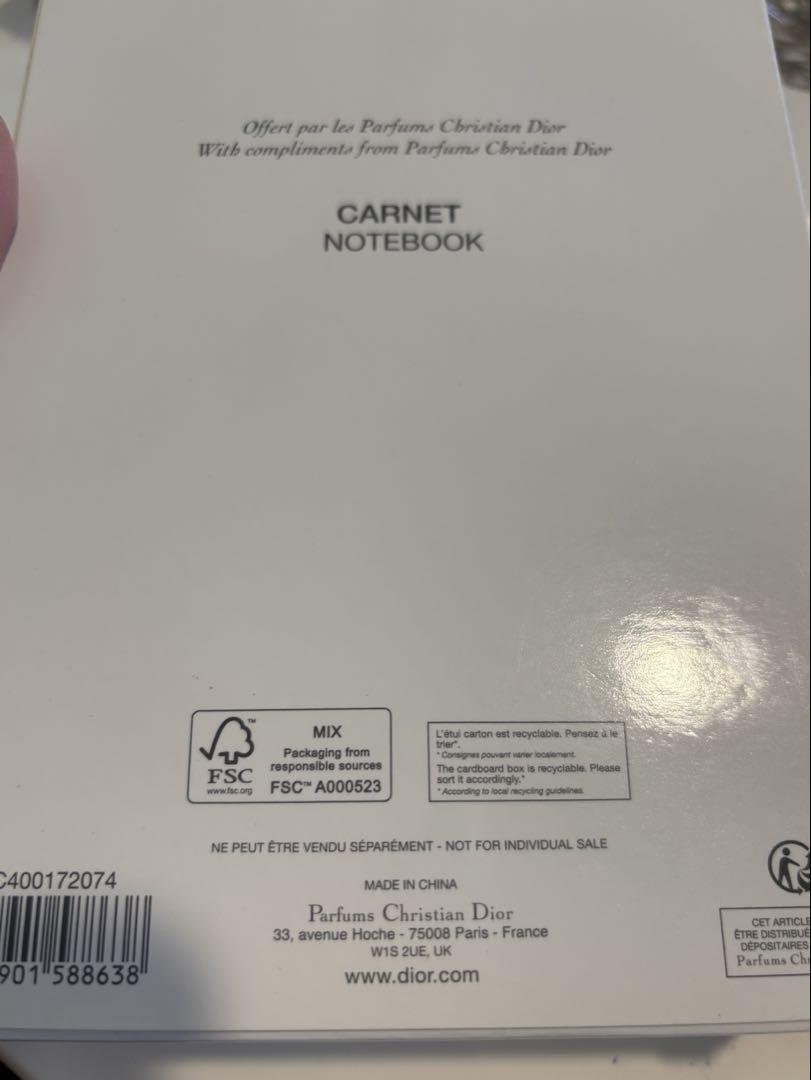 Offert par les Parfums Christian Dior
With compliments from Parfums Christian Dior
CARNET
NOTEBOOK
FSC
www.fsc.org
MIX
Packaging from
responsible sources
FSC™ A000523
L'étui carton est recyclable. Pensez à le
trier*.
* Consignes pouvant varier localement.
The cardboard box is recyclable. Please
sort it accordingly.*
* According to local recycling guidelines.
NE PEUT ÊTRE VENDU SÉPARÉMENT - NOT FOR INDIVIDUAL SALE
C400172074
901 588638
MADE IN CHINA
Parfums Christian Dior
33, avenue Hoche - 75008 Paris - France
W1S 2UE, UK
www.dior.com
CET ARTICLE
ÊTRE DISTRIBUÉ
DÉPOSITAIRES
Parfums Ch